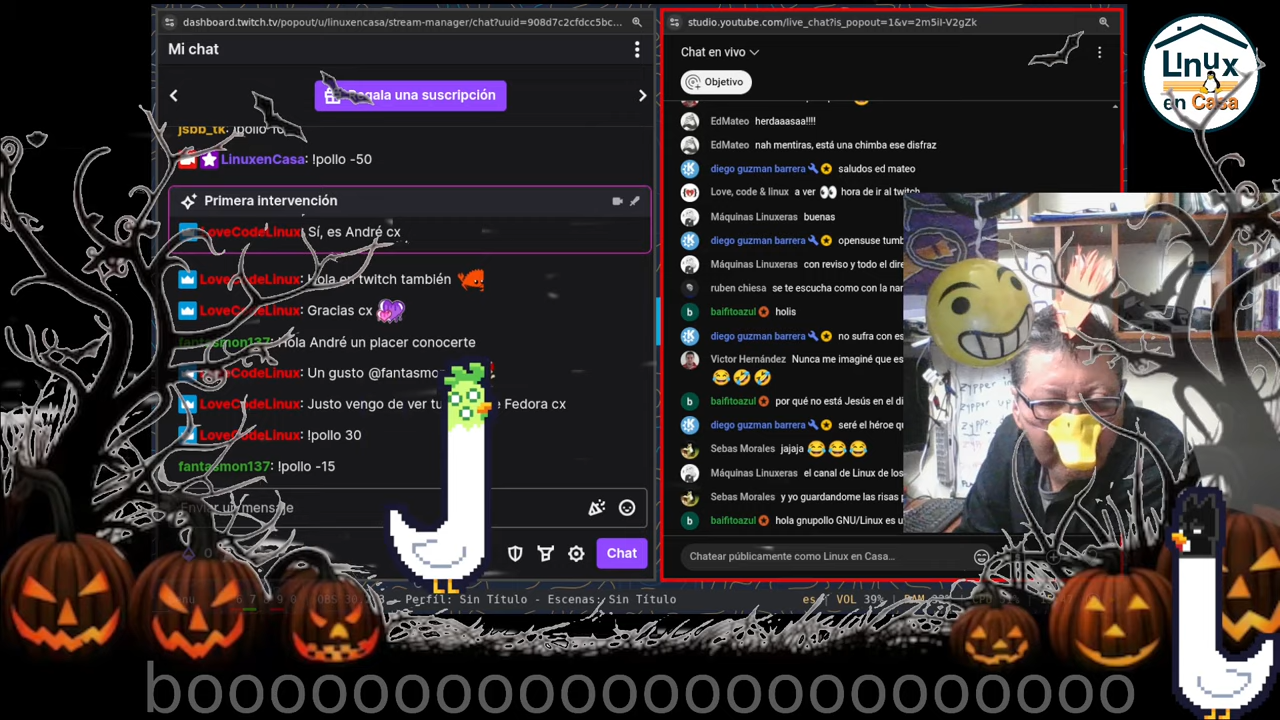 dashboard.twitch.tv/popout/u/linuxencasa/stream-manager/chat?uuid=908d7c2cfdcc5bc...
Mi chat
Regala una suscripción
jsbb_tk: !pollo
LinuxenCasa: !pollo -50
Primera intervención
LoveCodeLinux: Sí, es André cx
LoveCodeLinux: Hola en twitch también
LoveCodeLinux: Gracias cx
fantasmon137: Hola André un placer conocerte
LoveCodeLinux: Un gusto @fantasmo
LoveCodeLinux: Justo vengo de ver tu Fedora cx
LoveCodeLinux: !pollo 30
fantasmon137: !pollo -15
Enviar un mensaje
0
Chat
studio.youtube.com/live_chat?is_popout=1&v=2m5iI-V2gZk
Chat en vivo
Objetivo
EdMateo herdaaasaa!!!!
EdMateo nah mentiras, está una chimba ese disfraz
diego guzman barrera saludos ed mateo
Love, code & linux a ver 👀 hora de ir al twitch
Máquinas Linuxeras buenas
diego guzman barrera opensuse tumb
Máquinas Linuxeras con reviso y todo el dire
ruben chiesa se te escucha como con la nar
b baifitoazul holis
diego guzman barrera no sufra con es
Victor Hernández Nunca me imaginé que es
😂🤣🤣
b baifitoazul por qué no está Jesús en el di
diego guzman barrera seré el héroe q
Sebas Morales jajaja 😂😂😂
Máquinas Linuxeras el canal de Linux de los
Sebas Morales y yo guardandome las risas p
b baifitoazul hola gnupollo GNU/Linux es u
Chatear públicamente como Linux en Casa...
Linux
en Casa
zypper in
zypper
- Perfil: Sin Título - Escenas: Sin Título
es VOL 39%
boooooooooooooooooooo